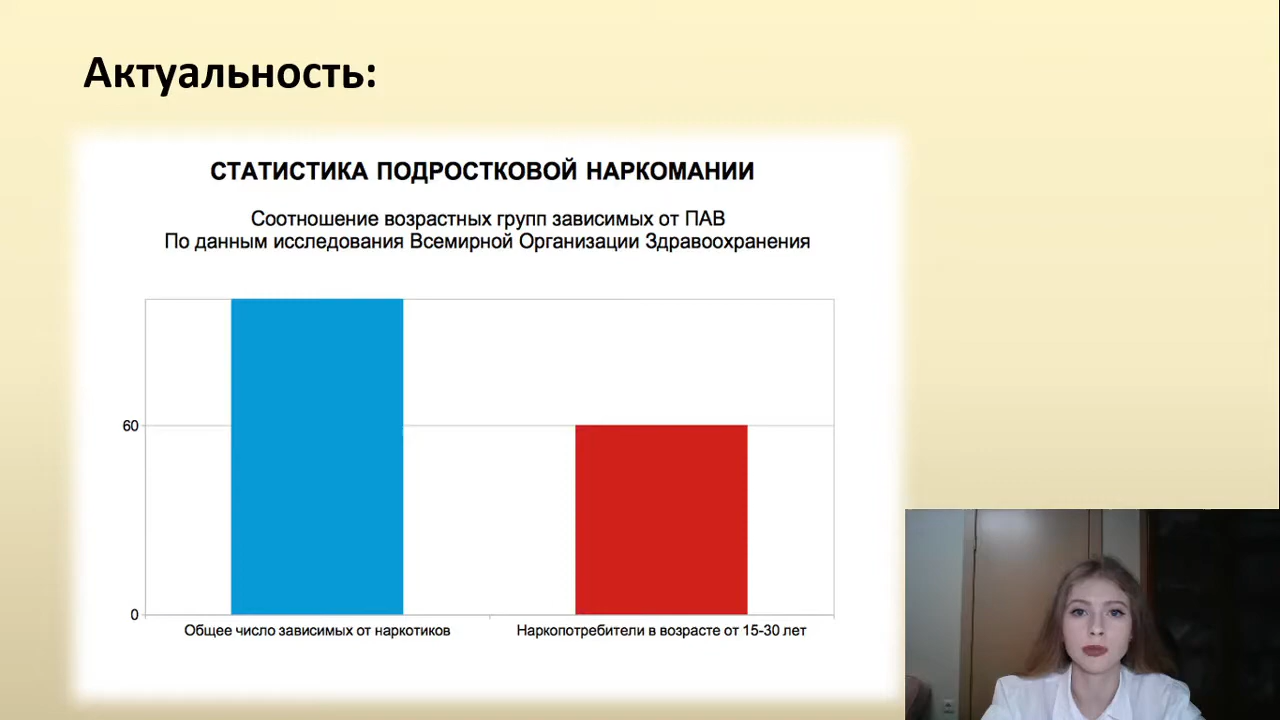 Актуальность:
СТАТИСТИКА ПОДРОСТКОВОЙ НАРКОМАНИИ
Соотношение возрастных групп зависимых от ПАВ
По данным исследования Всемирной Организации Здравоохранения
60
0
Общее число зависимых от наркотиков
Наркопотребители в возрасте от 15-30 лет